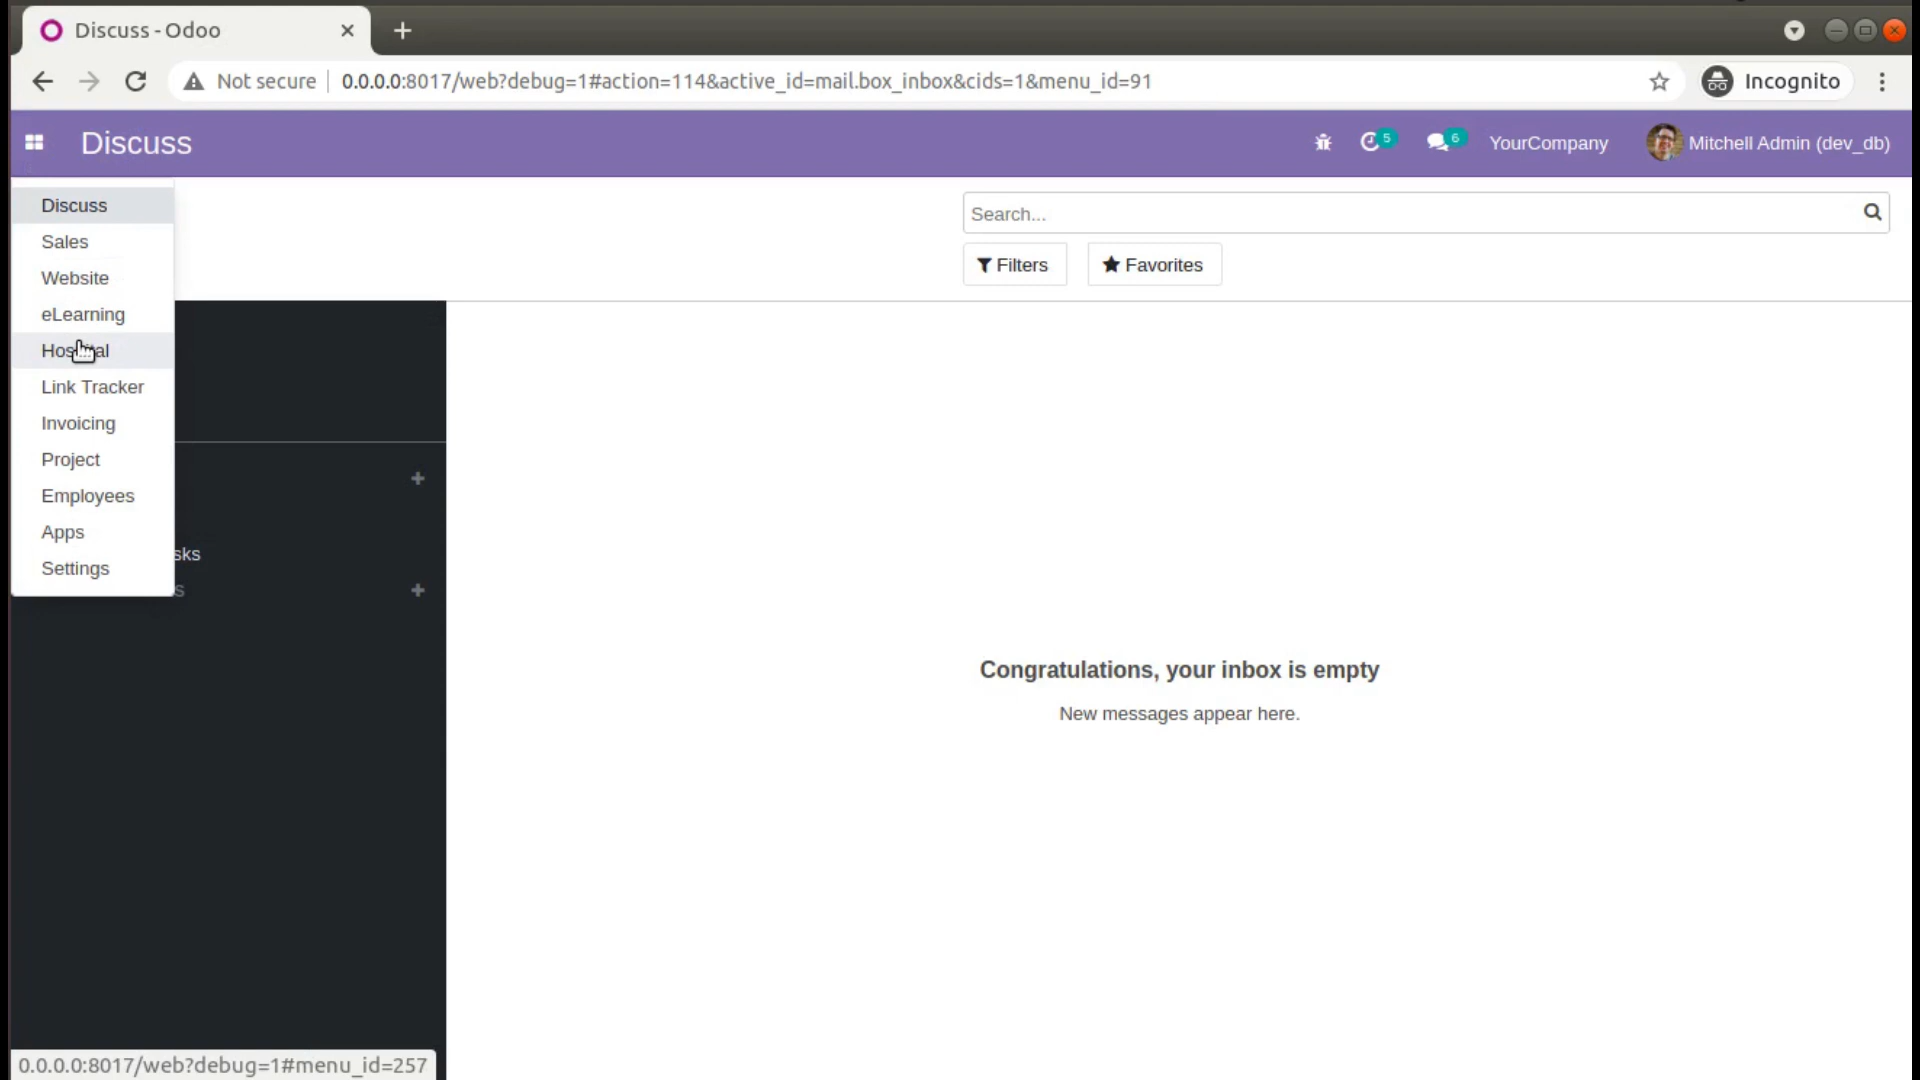 Discuss - Odoo
Not secure 0.0.0.0:8017/web?debug=1#action=114&active_id=mail.box_inbox&cids=1&menu_id=91
Incognito
Discuss
5
6
YourCompany
Mitchell Admin (dev_db)
Discuss
Sales
Website
eLearning
Link Tracker
Invoicing
Project
Employees
Apps
Settings
Search...
Filters
Favorites
Congratulations, your inbox is empty
New messages appear here.
0.0.0.0:8017/web?debug=1#menu_id=257